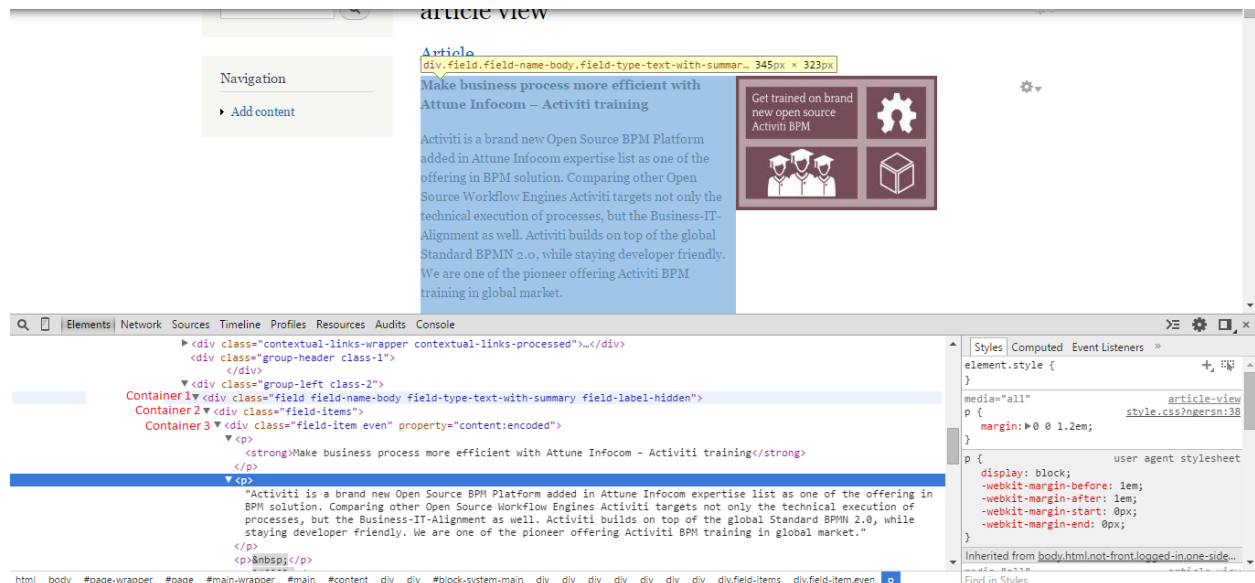 article view
Article
div.field.field-name-body.field-type-text-with-summar… 345px × 323px
Navigation
Add content
Make business process more efficient with
Attune Infocom – Activiti training
Activiti is a brand new Open Source BPM Platform
added in Attune Infocom expertise list as one of the
offering in BPM solution. Comparing other Open
Source Workflow Engines Activiti targets not only the
technical execution of processes, but the Business-IT-
Alignment as well. Activiti builds on top of the global
Standard BPMN 2.0, while staying developer friendly.
We are one of the pioneer offering Activiti BPM
training in global market.
Get trained on brand
new open source
Activiti BPM
Elements Network Sources Timeline Profiles Resources Audits Console
<div class="contextual-links-wrapper contextual-links-processed">…</div>
<div class="group-header class-1">
</div>
<div class="group-left class-2">
Container 1 <div class="field field-name-body field-type-text-with-summary field-label-hidden">
Container 2 <div class="field-items">
Container 3 <div class="field-item even" property="content:encoded">
<p>
<strong>Make business process more efficient with Attune Infocom – Activiti training</strong>
</p>
<p>
"Activiti is a brand new Open Source BPM Platform added in Attune Infocom expertise list as one of the offering in
BPM solution. Comparing other Open Source Workflow Engines Activiti targets not only the technical execution of
processes, but the Business-IT-Alignment as well. Activiti builds on top of the global Standard BPMN 2.0, while
staying developer friendly. We are one of the pioneer offering Activiti BPM training in global market."
</p>
<p>&nbsp;</p>
html body #page-wrapper #page #main-wrapper #main #content div div #block-system-main div div div div div div div div.field-items div.field-item.even p
Styles Computed Event Listeners »
element.style {
}
media="all" article-view
p { style.css?ngersn:38
margin: 0 0 1.2em;
}
p { user agent stylesheet
display: block;
-webkit-margin-before: 1em;
-webkit-margin-after: 1em;
-webkit-margin-start: 0px;
-webkit-margin-end: 0px;
}
Inherited from body.html.not-front.logged-in.one-side…
Find in Styles